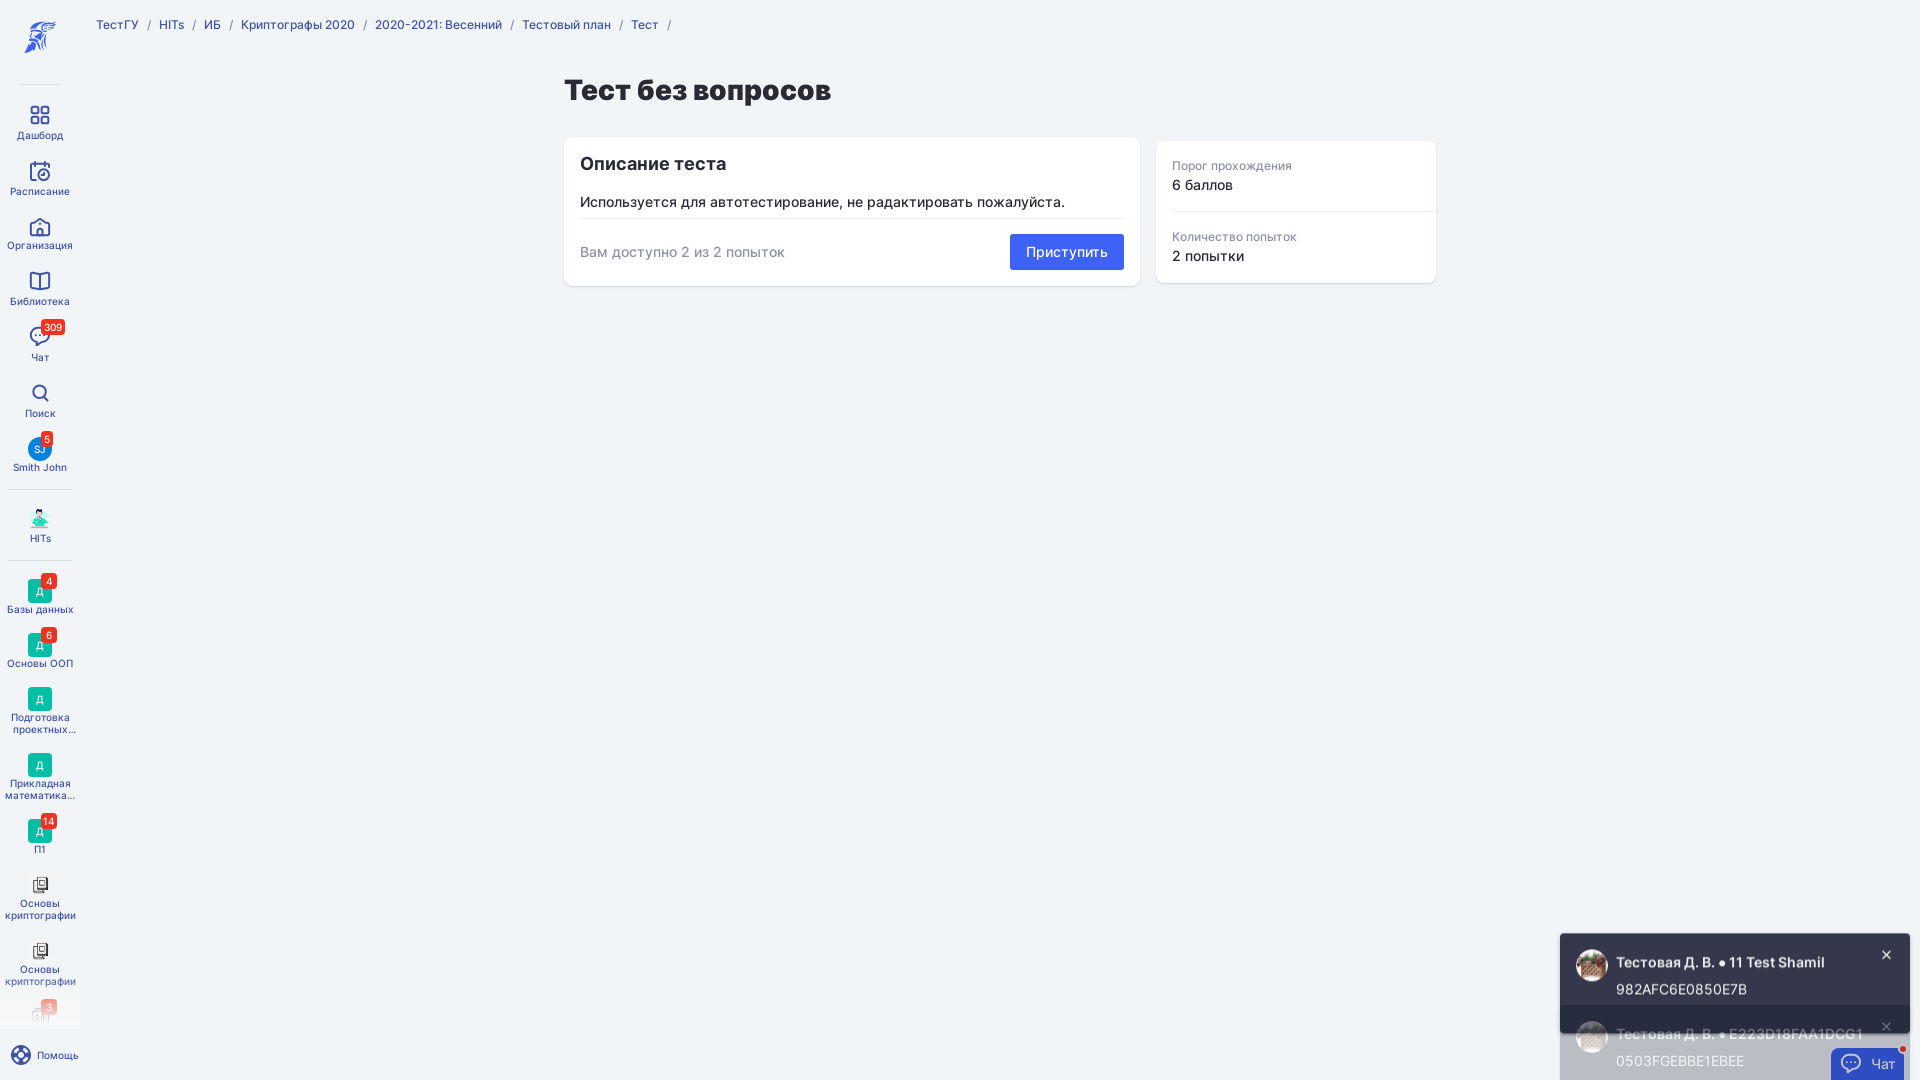 ТестГУ / HITs / ИБ / Криптографы 2020 / 2020-2021: Весенний / Тестовый план / Тест /
Дашборд
Расписание
Организация
Библиотека
309
Чат
Поиск
5
SJ
Smith John
HITs
4
Д
Базы данных
6
Д
Основы ООП
Д
Подготовка
проектных...
Д
Прикладная
математика...
14
Д
П1
Основы
криптографии
Основы
криптографии
3
Помощь
Тест без вопросов
Описание теста
Используется для автотестирование, не радактировать пожалуйста.
Вам доступно 2 из 2 попыток
Приступить
Порог прохождения
6 баллов
Количество попыток
2 попытки
Тестовая Д. В. ● 11 Test Shamil
982AFC6E0850E7B
Тестовая Д. В. ● E223D18FAA1DCG1
0503FGEBBE1EBEE
Чат